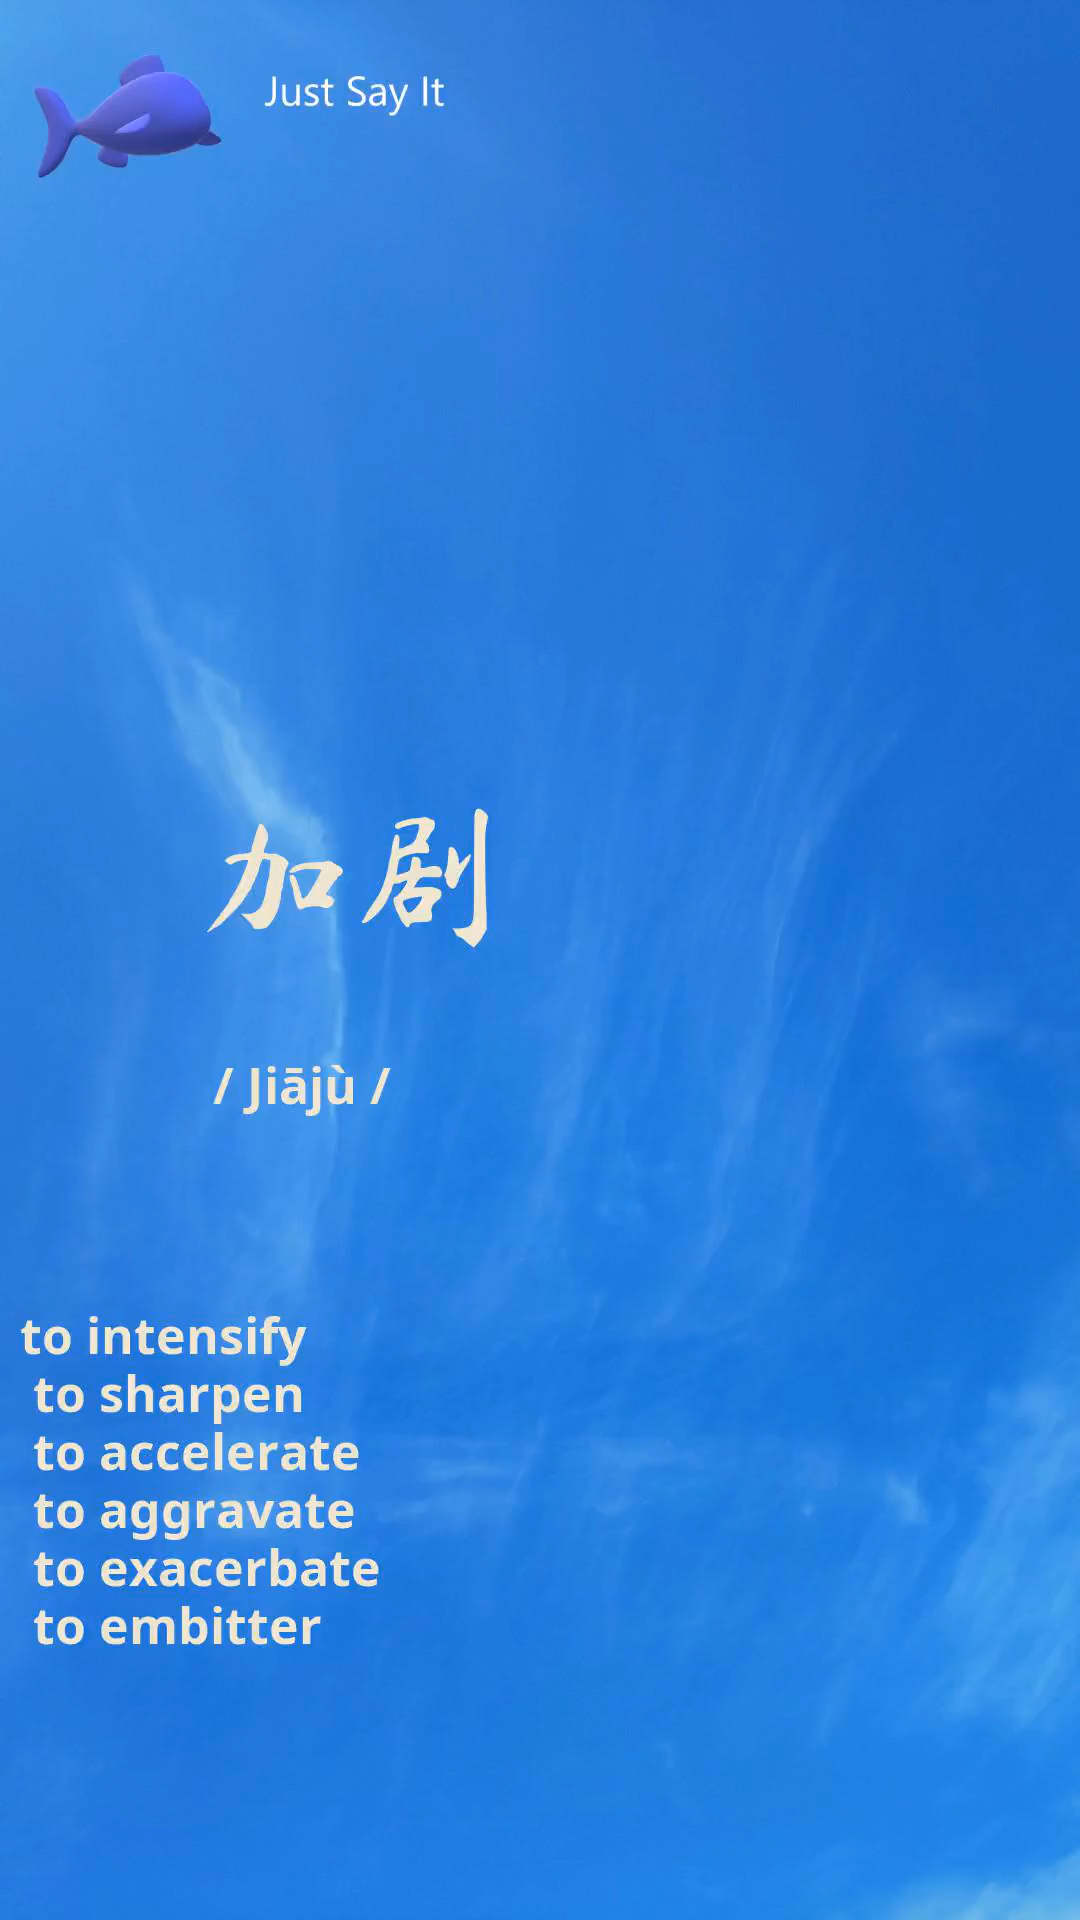 Just Say It
加剧
/ Jiājù /
to intensify
to sharpen
to accelerate
to aggravate
to exacerbate
to embitter